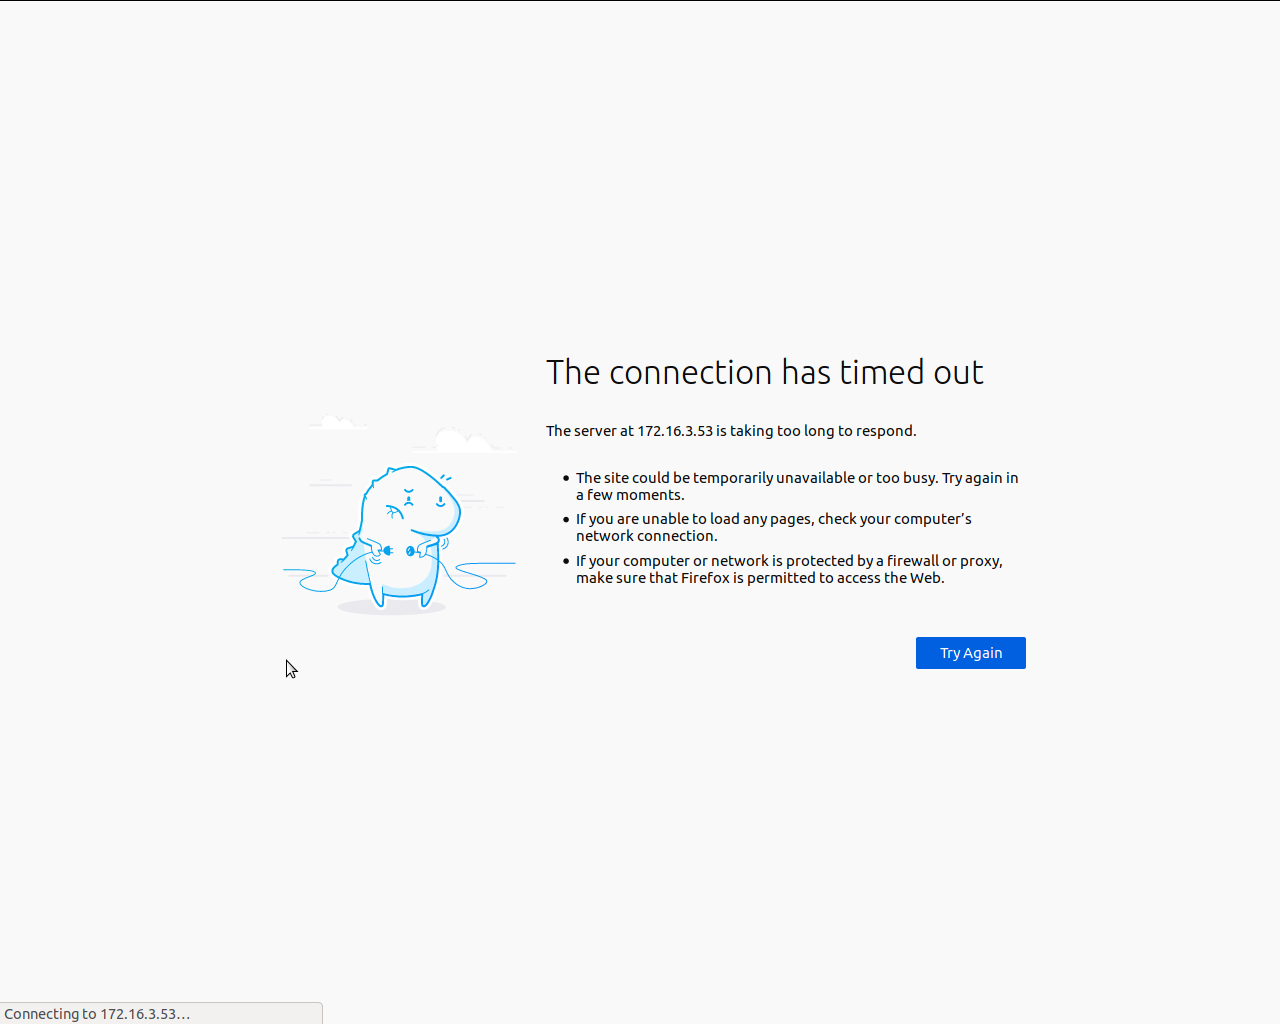 The connection has timed out
The server at 172.16.3.53 is taking too long to respond.
The site could be temporarily unavailable or too busy. Try again in
a few moments.
If you are unable to load any pages, check your computer’s
network connection.
If your computer or network is protected by a firewall or proxy,
make sure that Firefox is permitted to access the Web.
Try Again
Connecting to 172.16.3.53…